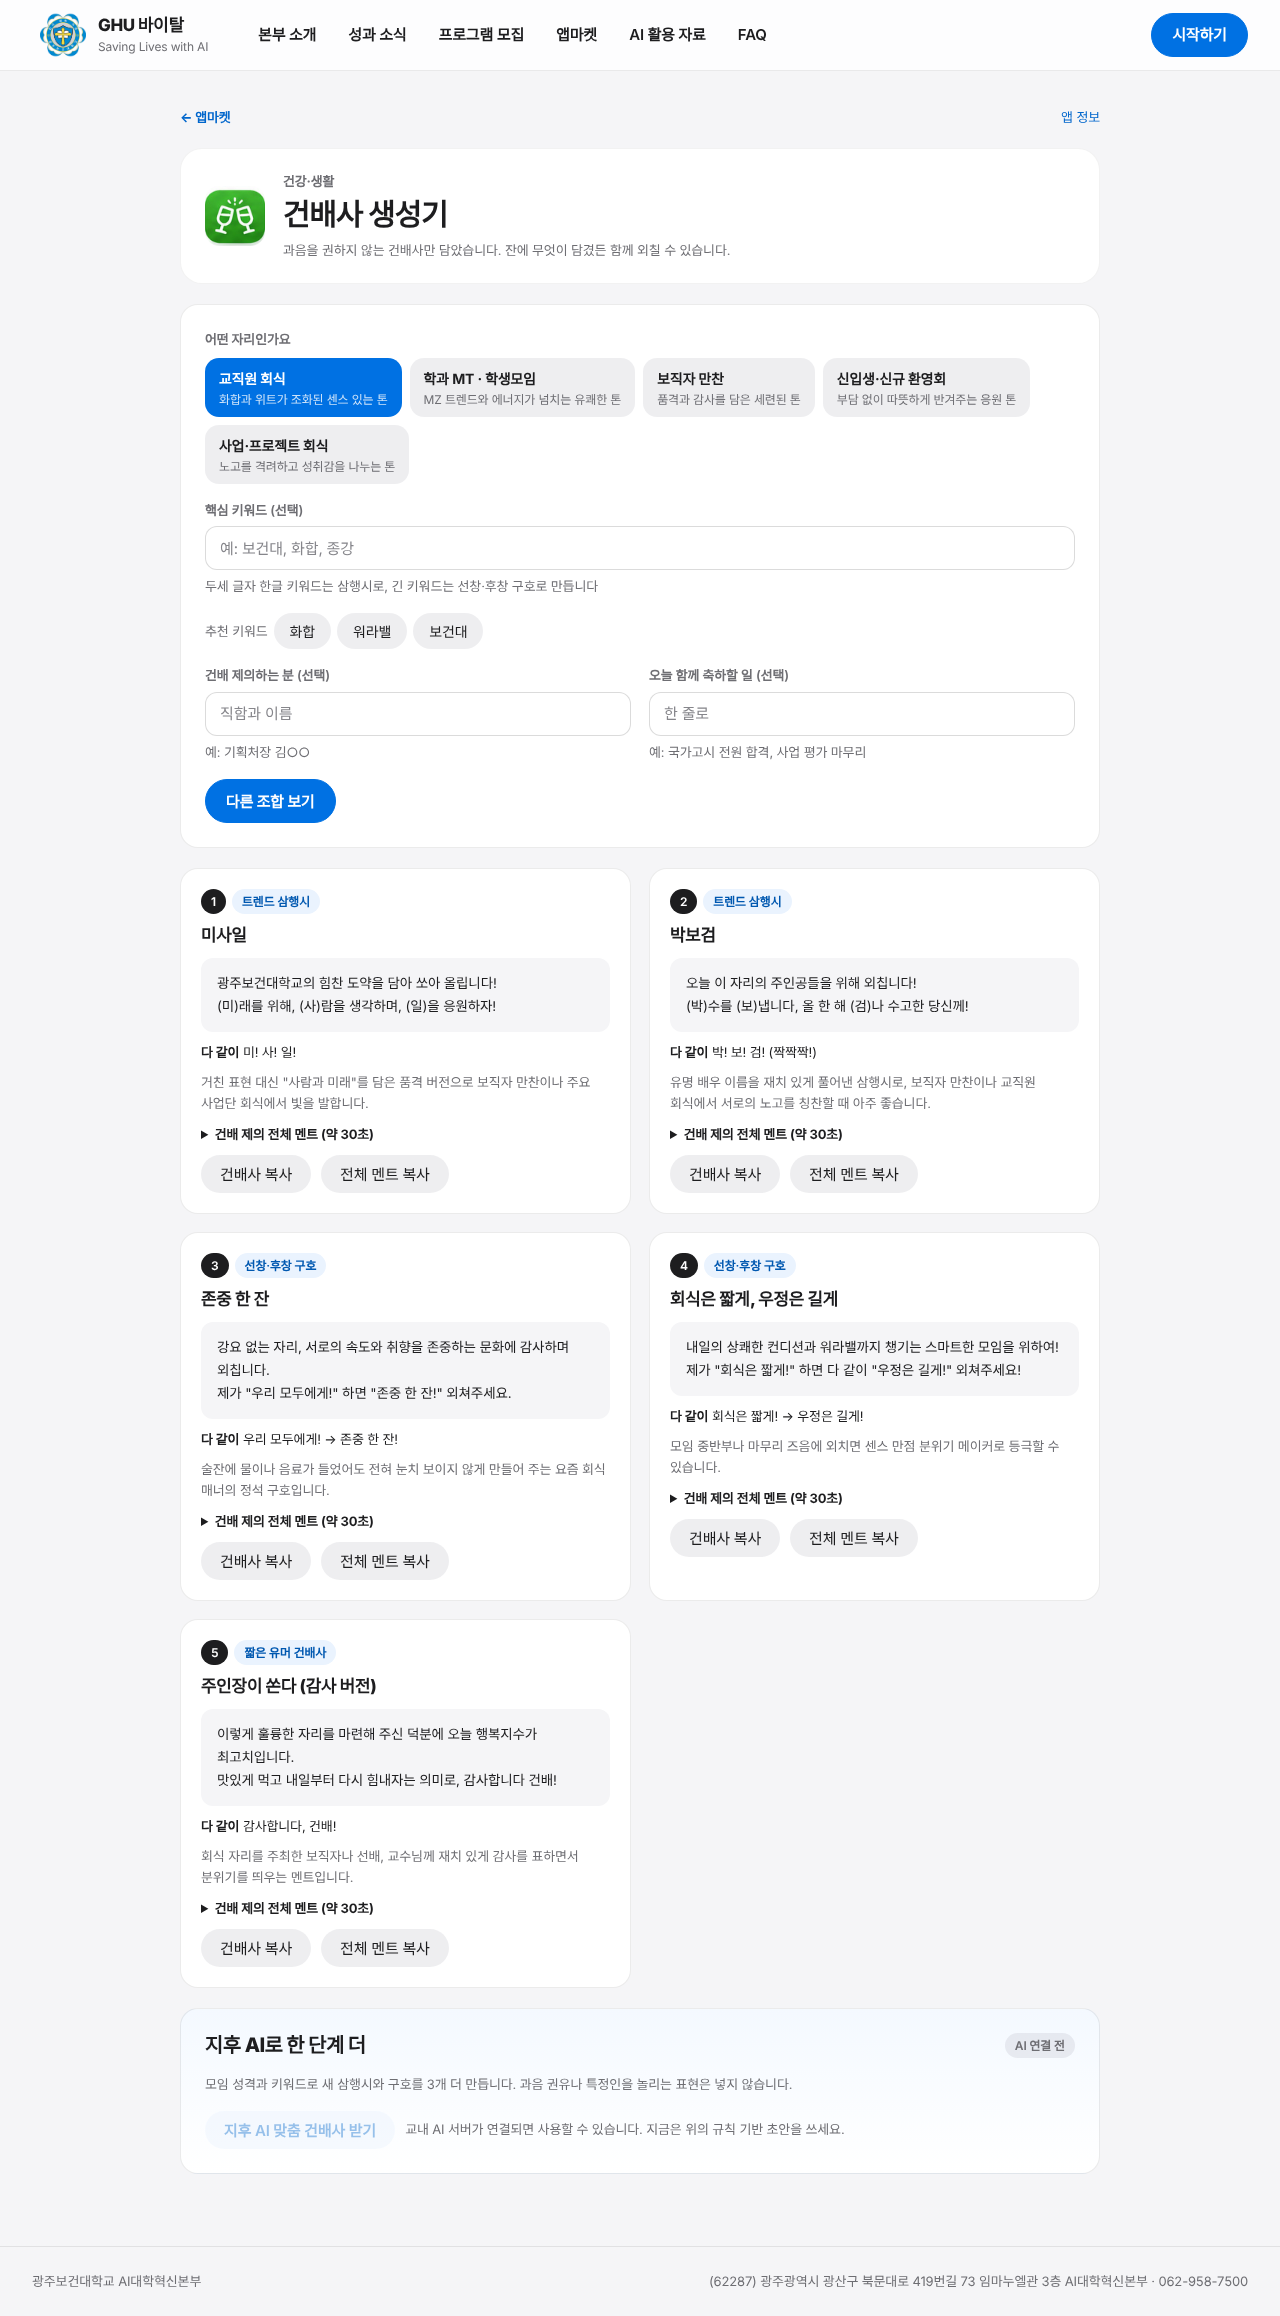 GHU 바이탈
Saving Lives with AI
본부 소개
성과 소식
프로그램 모집
앱마켓
AI 활용 자료
FAQ
시작하기
← 앱마켓
앱 정보
건강·생활
건배사 생성기
과음을 권하지 않는 건배사만 담았습니다. 잔에 무엇이 담겼든 함께 외칠 수 있습니다.
어떤 자리인가요
교직원 회식
화합과 위트가 조화된 센스 있는 톤
학과 MT · 학생모임
MZ 트렌드와 에너지가 넘치는 유쾌한 톤
보직자 만찬
품격과 감사를 담은 세련된 톤
신입생·신규 환영회
부담 없이 따뜻하게 반겨주는 응원 톤
사업·프로젝트 회식
노고를 격려하고 성취감을 나누는 톤
핵심 키워드 (선택)
예: 보건대, 화합, 종강
두세 글자 한글 키워드는 삼행시로, 긴 키워드는 선창·후창 구호로 만듭니다
추천 키워드
화합
워라밸
보건대
건배 제의하는 분 (선택)
직함과 이름
예: 기획처장 김○○
오늘 함께 축하할 일 (선택)
한 줄로
예: 국가고시 전원 합격, 사업 평가 마무리
다른 조합 보기
1 트렌드 삼행시
미사일
광주보건대학교의 힘찬 도약을 담아 쏘아 올립니다!
(미)래를 위해, (사)람을 생각하며, (일)을 응원하자!
다 같이 미! 사! 일!
거친 표현 대신 "사람과 미래"를 담은 품격 버전으로 보직자 만찬이나 주요
사업단 회식에서 빛을 발합니다.
▶ 건배 제의 전체 멘트 (약 30초)
건배사 복사
전체 멘트 복사
2 트렌드 삼행시
박보검
오늘 이 자리의 주인공들을 위해 외칩니다!
(박)수를 (보)냅니다, 올 한 해 (검)나 수고한 당신께!
다 같이 박! 보! 검! (짝짝짝!)
유명 배우 이름을 재치 있게 풀어낸 삼행시로, 보직자 만찬이나 교직원
회식에서 서로의 노고를 칭찬할 때 아주 좋습니다.
▶ 건배 제의 전체 멘트 (약 30초)
건배사 복사
전체 멘트 복사
3 선창·후창 구호
존중 한 잔
강요 없는 자리, 서로의 속도와 취향을 존중하는 문화에 감사하며
외칩니다.
제가 "우리 모두에게!" 하면 "존중 한 잔!" 외쳐주세요.
다 같이 우리 모두에게! → 존중 한 잔!
술잔에 물이나 음료가 들었어도 전혀 눈치 보이지 않게 만들어 주는 요즘 회식
매너의 정석 구호입니다.
▶ 건배 제의 전체 멘트 (약 30초)
건배사 복사
전체 멘트 복사
4 선창·후창 구호
회식은 짧게, 우정은 길게
내일의 상쾌한 컨디션과 워라밸까지 챙기는 스마트한 모임을 위하여!
제가 "회식은 짧게!" 하면 다 같이 "우정은 길게!" 외쳐주세요!
다 같이 회식은 짧게! → 우정은 길게!
모임 중반부나 마무리 즈음에 외치면 센스 만점 분위기 메이커로 등극할 수
있습니다.
▶ 건배 제의 전체 멘트 (약 30초)
건배사 복사
전체 멘트 복사
5 짧은 유머 건배사
주인장이 쏜다 (감사 버전)
이렇게 훌륭한 자리를 마련해 주신 덕분에 오늘 행복지수가
최고치입니다.
맛있게 먹고 내일부터 다시 힘내자는 의미로, 감사합니다 건배!
다 같이 감사합니다, 건배!
회식 자리를 주최한 보직자나 선배, 교수님께 재치 있게 감사를 표하면서
분위기를 띄우는 멘트입니다.
▶ 건배 제의 전체 멘트 (약 30초)
건배사 복사
전체 멘트 복사
지후 AI로 한 단계 더
AI 연결 전
모임 성격과 키워드로 새 삼행시와 구호를 3개 더 만듭니다. 과음 권유나 특정인을 놀리는 표현은 넣지 않습니다.
지후 AI 맞춤 건배사 받기
교내 AI 서버가 연결되면 사용할 수 있습니다. 지금은 위의 규칙 기반 초안을 쓰세요.
광주보건대학교 AI대학혁신본부
(62287) 광주광역시 광산구 북문대로 419번길 73 임마누엘관 3층 AI대학혁신본부 · 062-958-7500